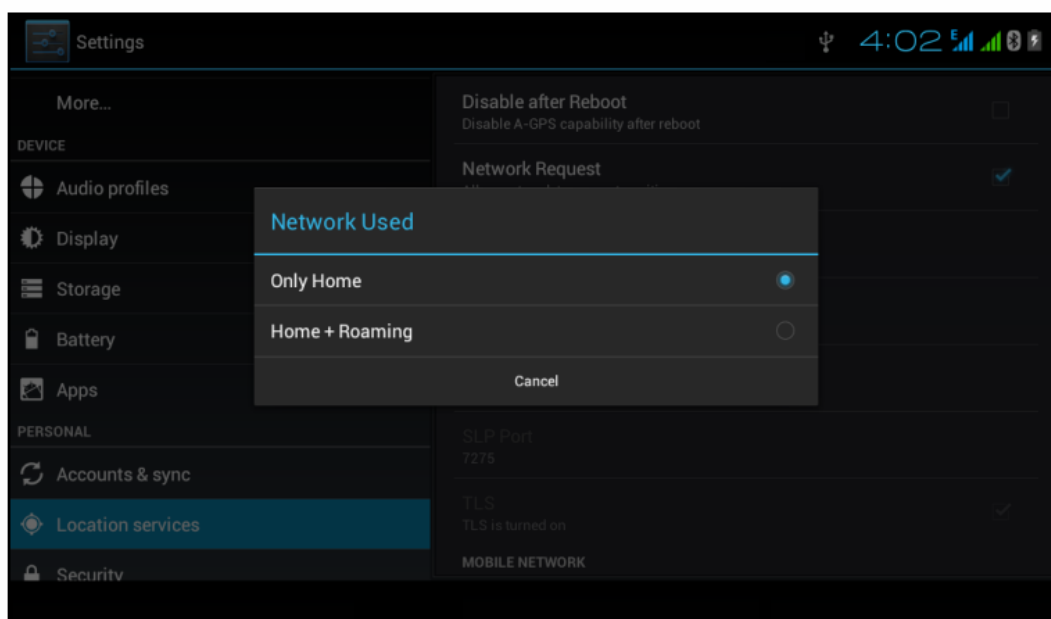 Settings
4:02
E
More...
DEVICE
Audio profiles
Display
Storage
Battery
Apps
PERSONAL
Accounts & sync
Location services
Security
Disable after Reboot
Disable A-GPS capability after reboot
Network Request
Network Used
Only Home
Home + Roaming
Cancel
SLP Port
7275
TLS
TLS is turned on
MOBILE NETWORK